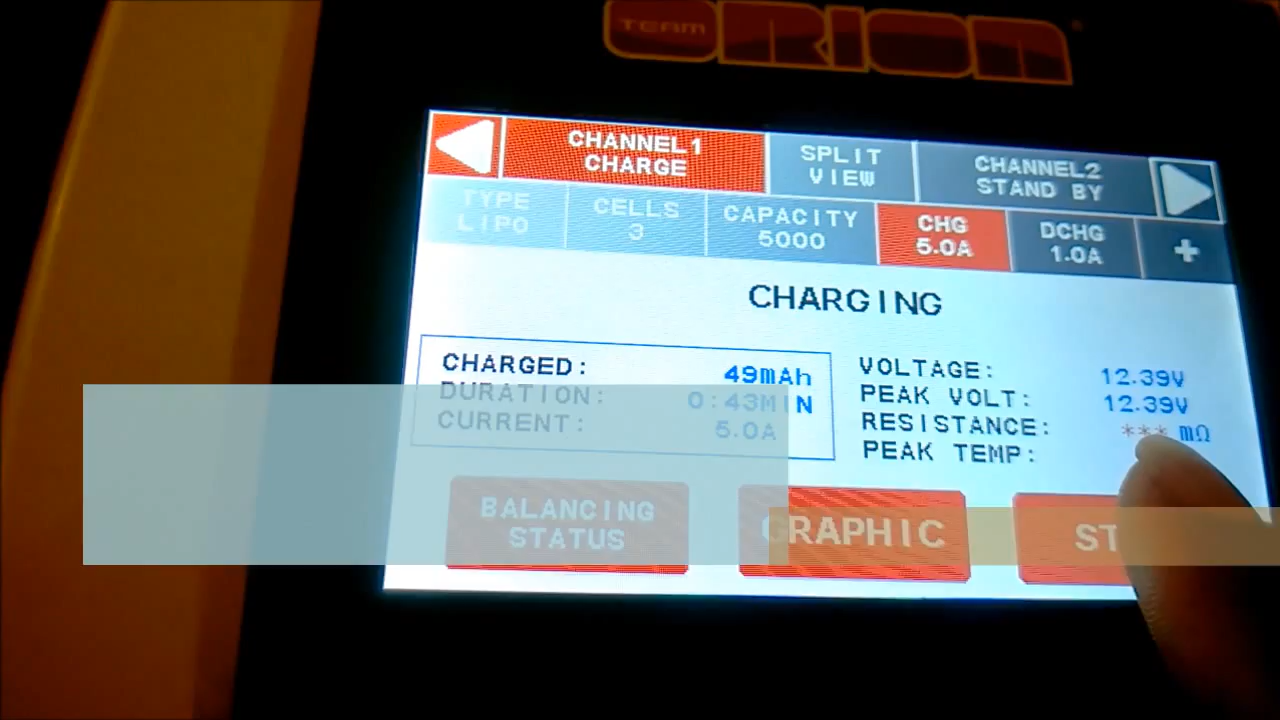 TEAM
ORION
CHANNEL1
CHARGE
SPLIT
VIEW
CHANNEL2
STAND BY
TYPE
LIPO
CELLS
3
CAPACITY
5000
CHG
5.0A
DCHG
1.0A
+
CHARGING
CHARGED: 49mAh
DURATION: 0:43MIN
CURRENT: 5.0A
VOLTAGE: 12.39V
PEAK VOLT: 12.39V
RESISTANCE: *** mΩ
PEAK TEMP:
BALANCING
STATUS
GRAPHIC
ST